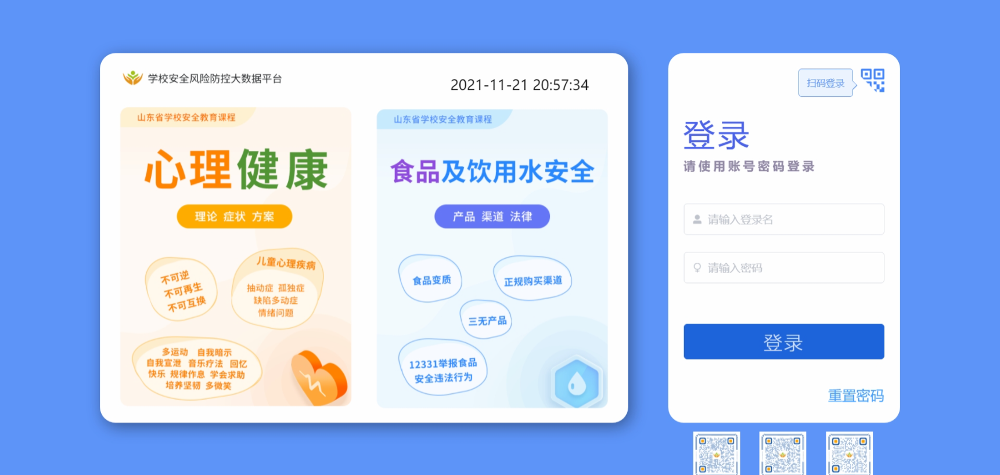 学校安全风险防控大数据平台
2021-11-21 20:57:34
山东省学校安全教育课程
心理健康
理论 症状 方案
不可逆
不可再生
不可互换
儿童心理疾病
抽动症 孤独症
缺陷多动症
情绪问题
多运动 自我暗示
自我宣泄 音乐疗法 回忆
快乐 规律作息 学会求助
培养坚韧 多微笑
山东省学校安全教育课程
食品及饮用水安全
产品 渠道 法律
食品变质
正规购买渠道
三无产品
12331举报食品
安全违法行为
扫码登录
登录
请使用账号密码登录
请输入登录名
请输入密码
登录
重置密码